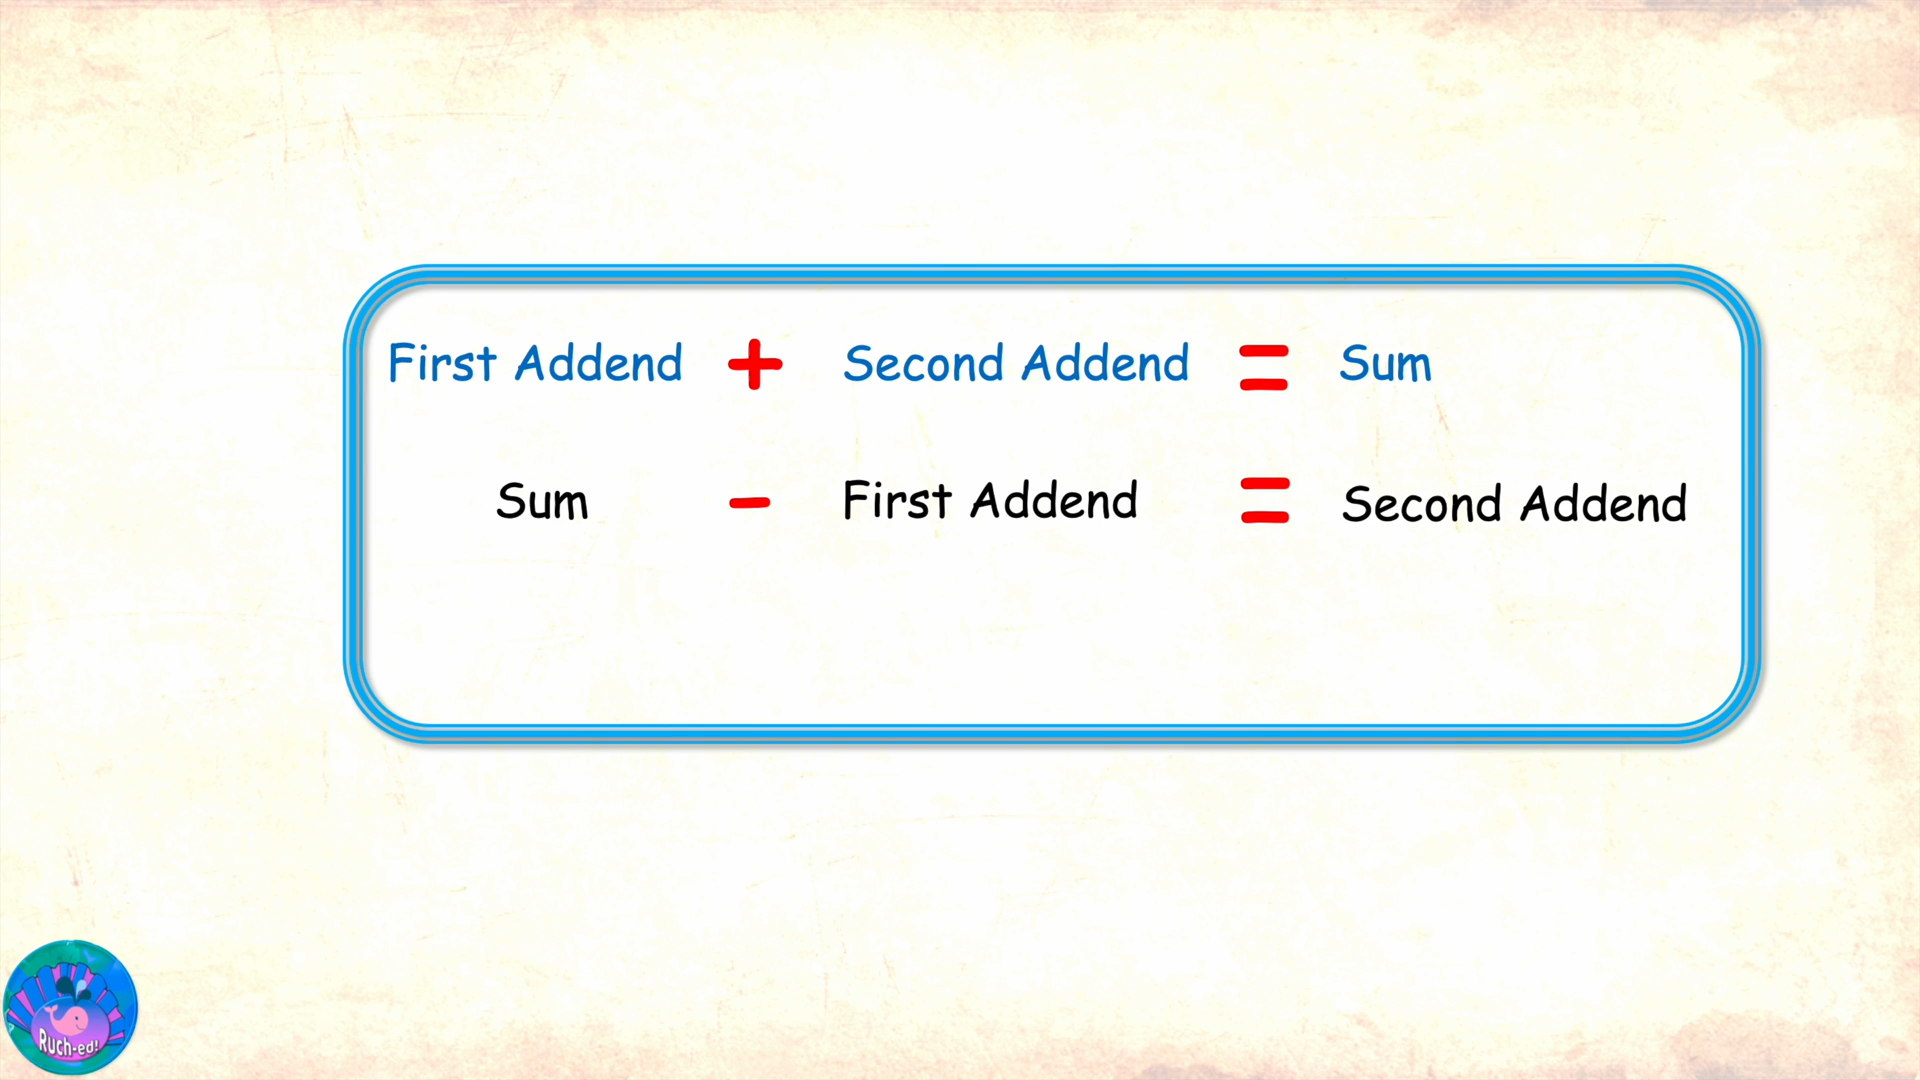 First Addend + Second Addend = Sum
Sum - First Addend = Second Addend
Ruch-ed!